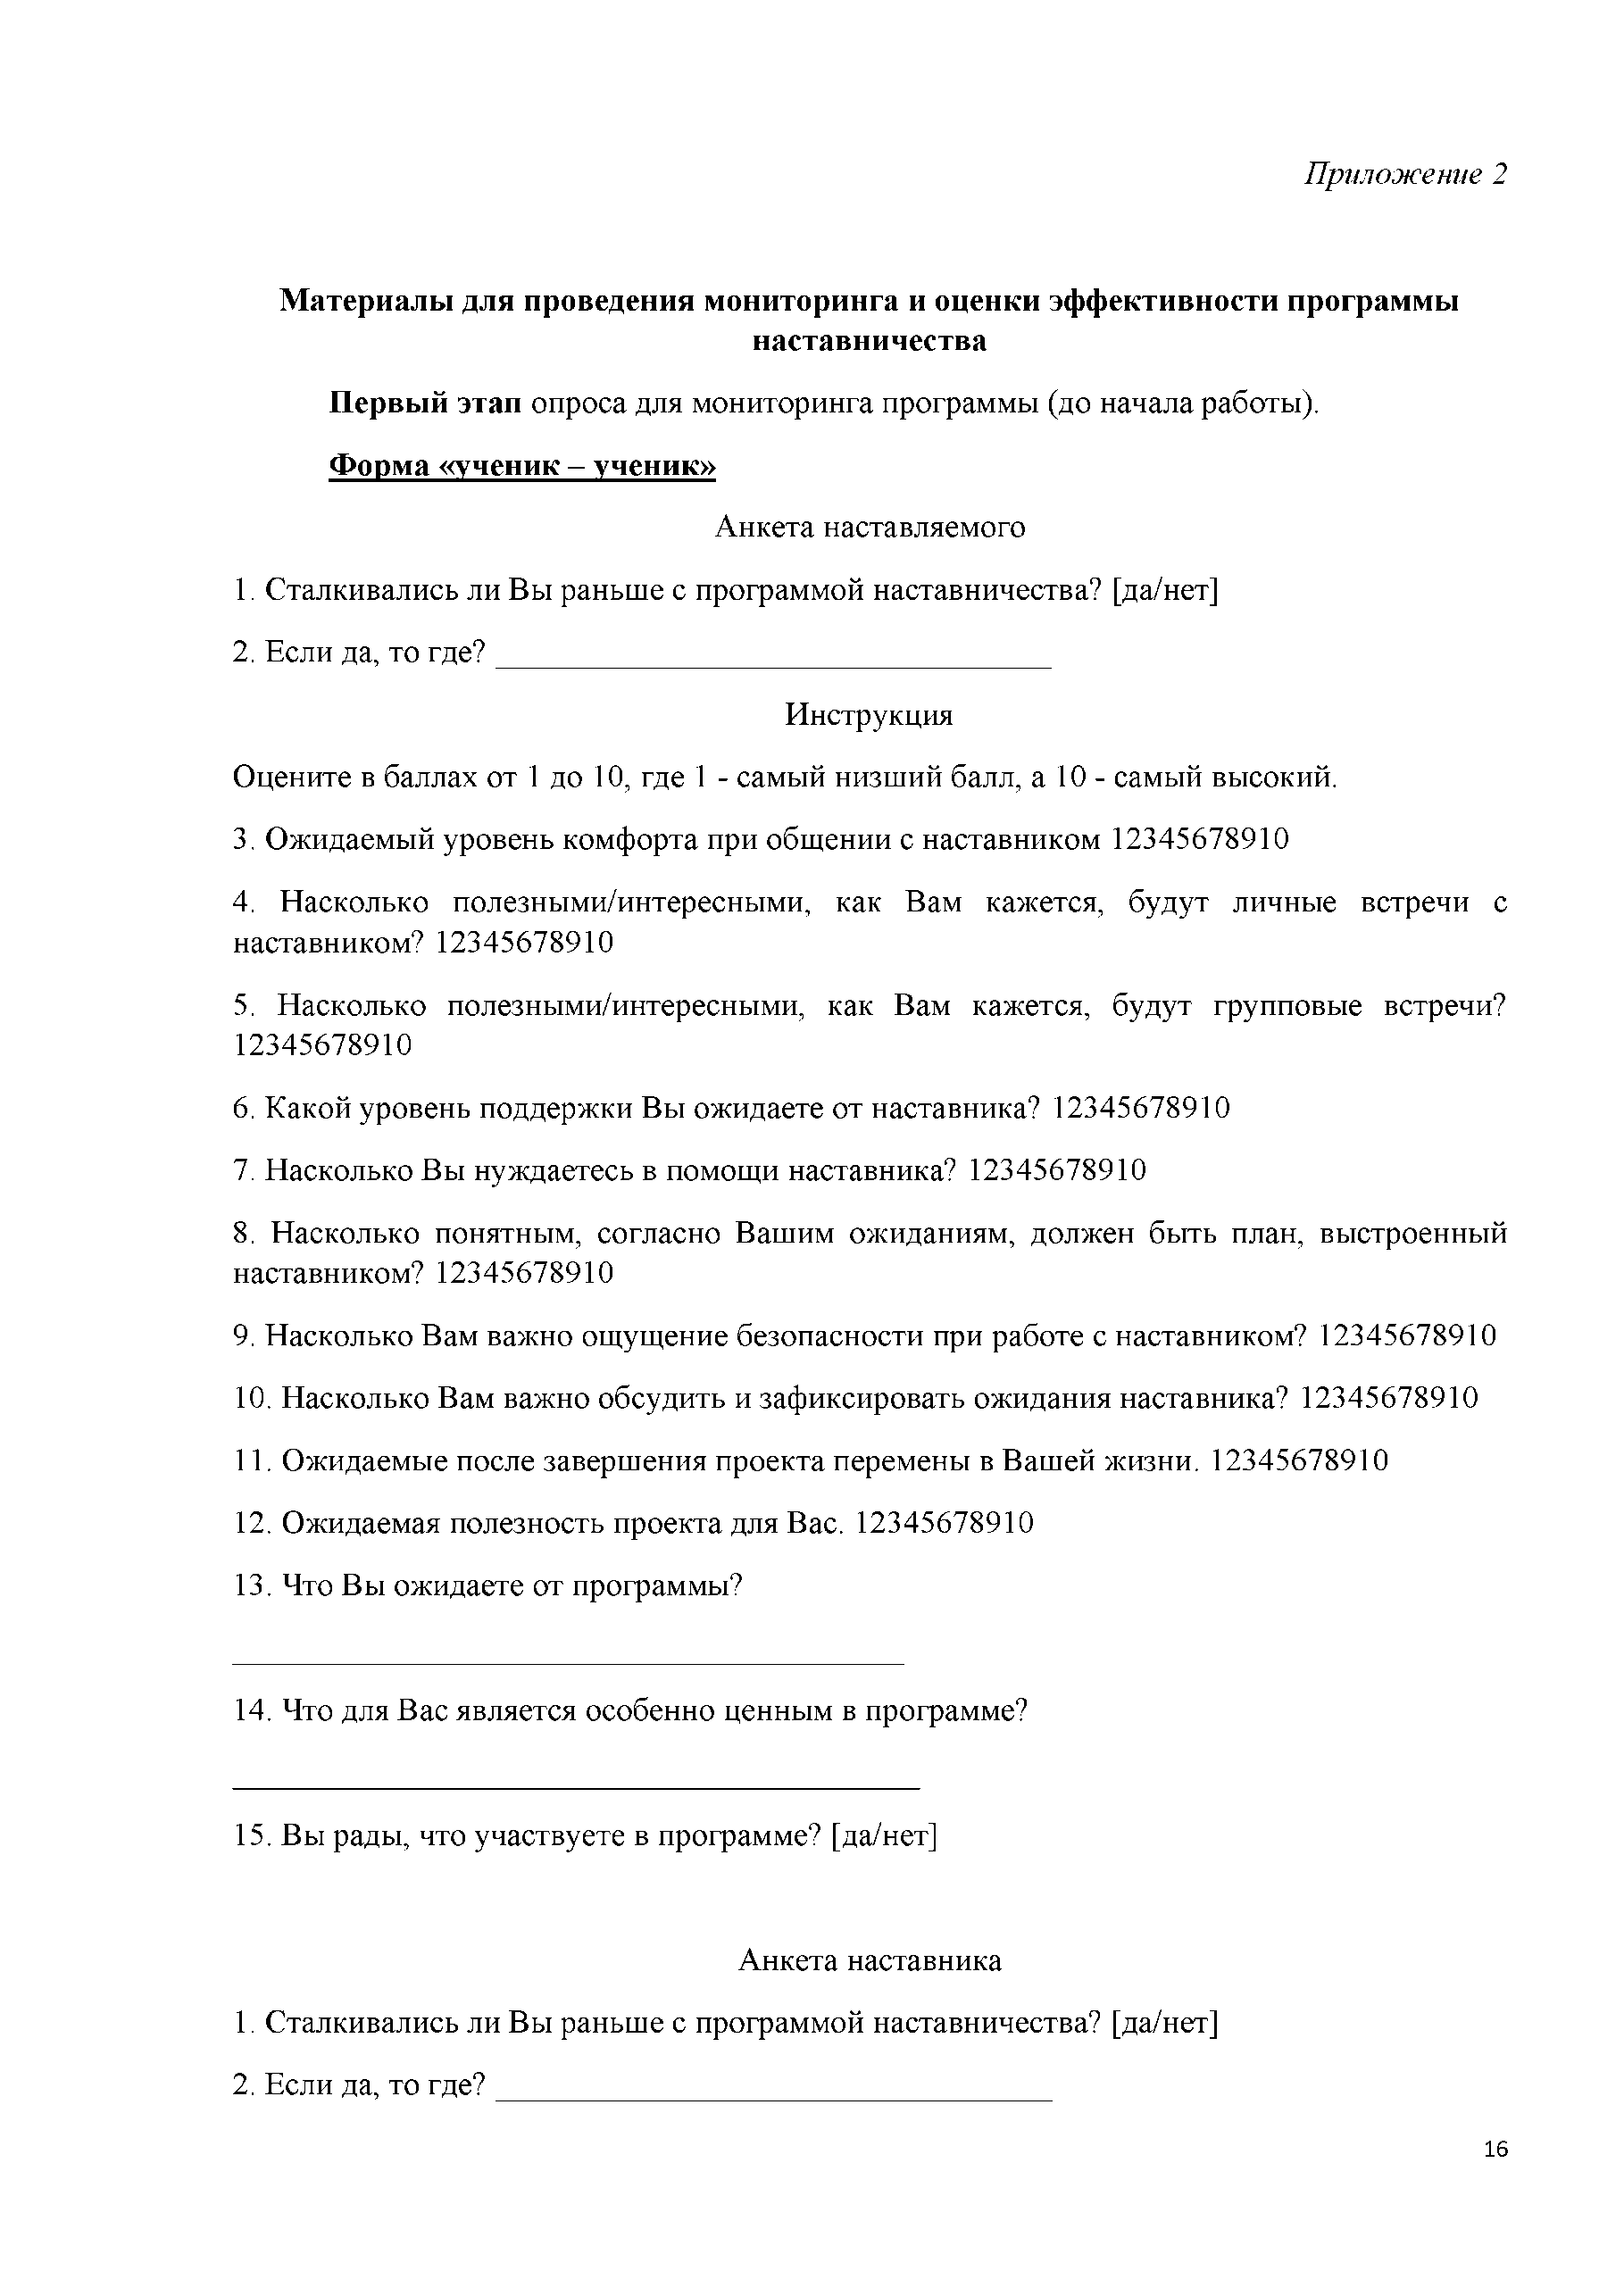 Приложение 2
Материалы для проведения мониторинга и оценки эффективности программы
наставничества
Первый этап опроса для мониторинга программы (до начала работы).
Форма «ученик – ученик»
Анкета наставляемого
1. Сталкивались ли Вы раньше с программой наставничества? [да/нет]
2. Если да, то где? ___________________________________
Инструкция
Оцените в баллах от 1 до 10, где 1 - самый низший балл, а 10 - самый высокий.
3. Ожидаемый уровень комфорта при общении с наставником 12345678910
4. Насколько полезными/интересными, как Вам кажется, будут личные встречи с
наставником? 12345678910
5. Насколько полезными/интересными, как Вам кажется, будут групповые встречи?
12345678910
6. Какой уровень поддержки Вы ожидаете от наставника? 12345678910
7. Насколько Вы нуждаетесь в помощи наставника? 12345678910
8. Насколько понятным, согласно Вашим ожиданиям, должен быть план, выстроенный
наставником? 12345678910
9. Насколько Вам важно ощущение безопасности при работе с наставником? 12345678910
10. Насколько Вам важно обсудить и зафиксировать ожидания наставника? 12345678910
11. Ожидаемые после завершения проекта перемены в Вашей жизни. 12345678910
12. Ожидаемая полезность проекта для Вас. 12345678910
13. Что Вы ожидаете от программы?
__________________________________________
14. Что для Вас является особенно ценным в программе?
___________________________________________
15. Вы рады, что участвуете в программе? [да/нет]
Анкета наставника
1. Сталкивались ли Вы раньше с программой наставничества? [да/нет]
2. Если да, то где? ___________________________________
16